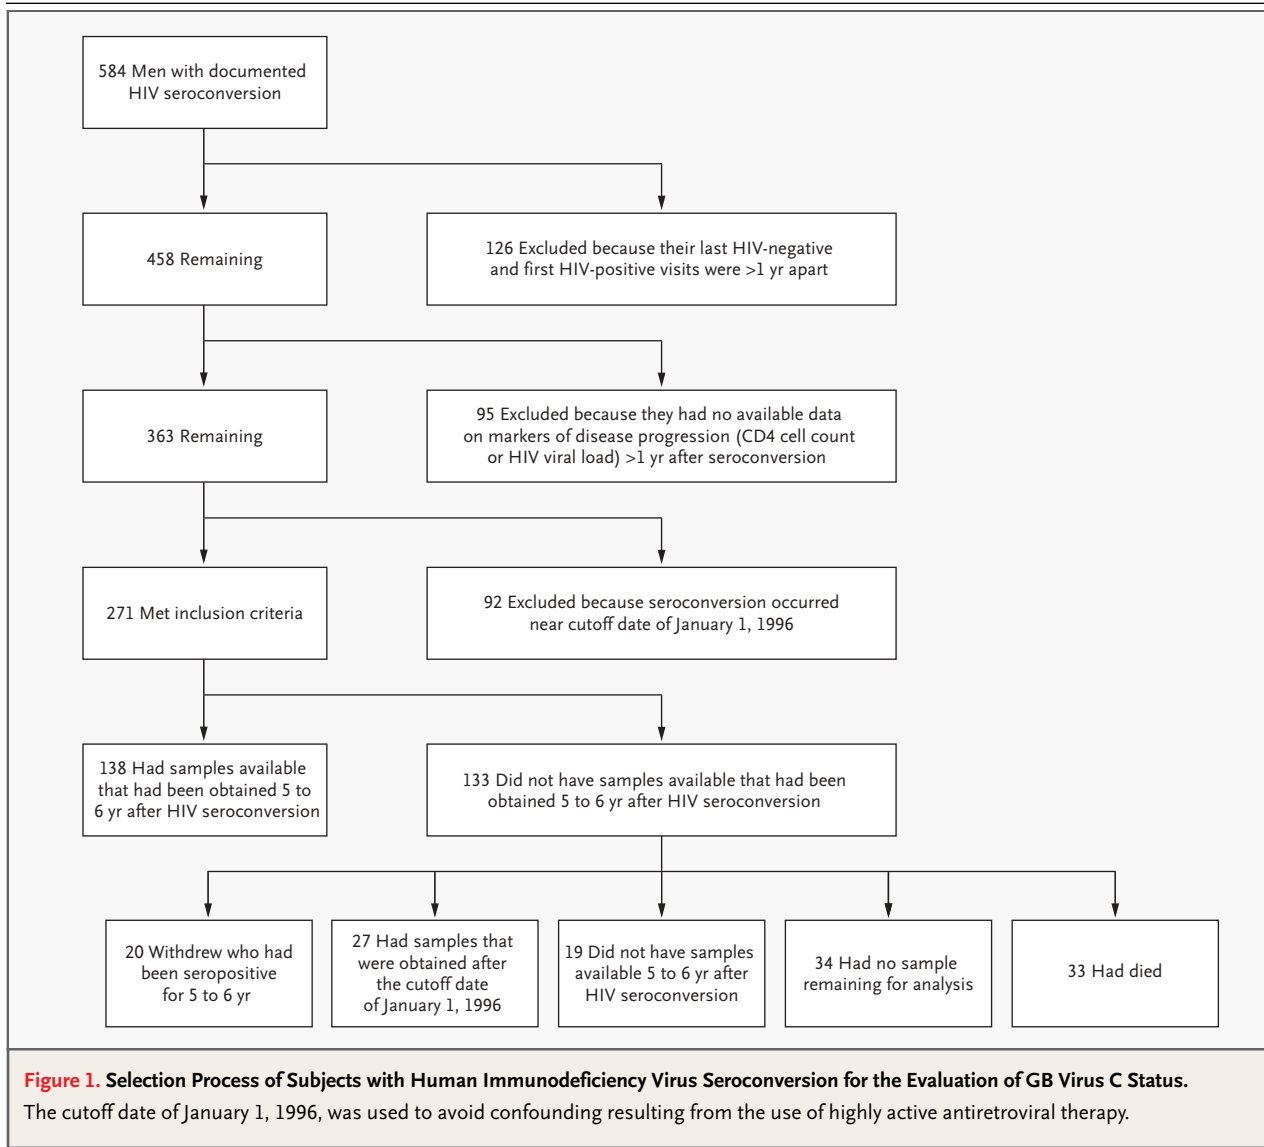 584 Men with documented
HIV seroconversion
458 Remaining
126 Excluded because their last HIV-negative
and first HIV-positive visits were >1 yr apart
363 Remaining
95 Excluded because they had no available data
on markers of disease progression (CD4 cell count
or HIV viral load) >1 yr after seroconversion
271 Met inclusion criteria
92 Excluded because seroconversion occurred
near cutoff date of January 1, 1996
138 Had samples available
that had been obtained 5 to
6 yr after HIV seroconversion
133 Did not have samples available that had been
obtained 5 to 6 yr after HIV seroconversion
20 Withdrew who had
been seropositive
for 5 to 6 yr
27 Had samples that
were obtained after
the cutoff date
of January 1, 1996
19 Did not have samples
available 5 to 6 yr after
HIV seroconversion
34 Had no sample
remaining for analysis
33 Had died
Figure 1. Selection Process of Subjects with Human Immunodeficiency Virus Seroconversion for the Evaluation of GB Virus C Status.
The cutoff date of January 1, 1996, was used to avoid confounding resulting from the use of highly active antiretroviral therapy.